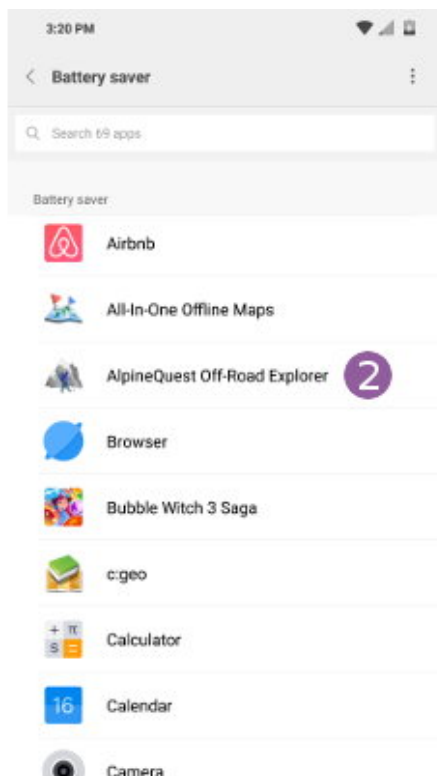 3:20 PM
Battery saver
Search 69 apps
Battery saver
Airbnb
All-In-One Offline Maps
AlpineQuest Off-Road Explorer 2
Browser
Bubble Witch 3 Saga
c:geo
+ π
S =
Calculator
16 Calendar
Camera